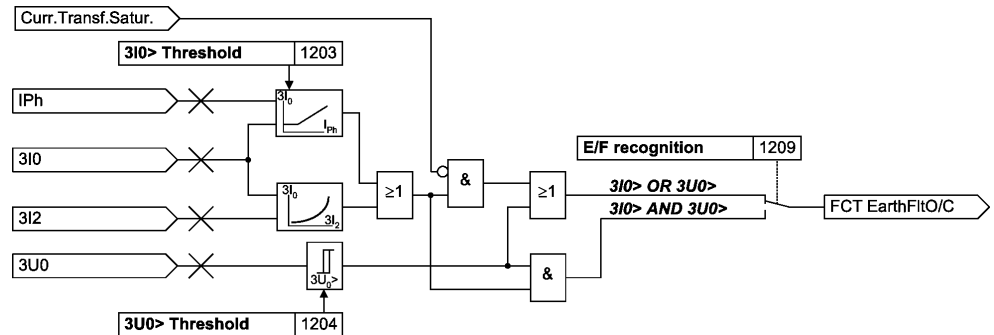 Curr.Transf.Satur.
3I0> Threshold 1203
IPh
3I0
IPh
3I0
3I0
3I2
≥1
&
≥1
E/F recognition 1209
3I0> OR 3U0>
3I0> AND 3U0>
FCT EarthFltO/C
3I2
3U0
3U0>
&
3U0> Threshold 1204